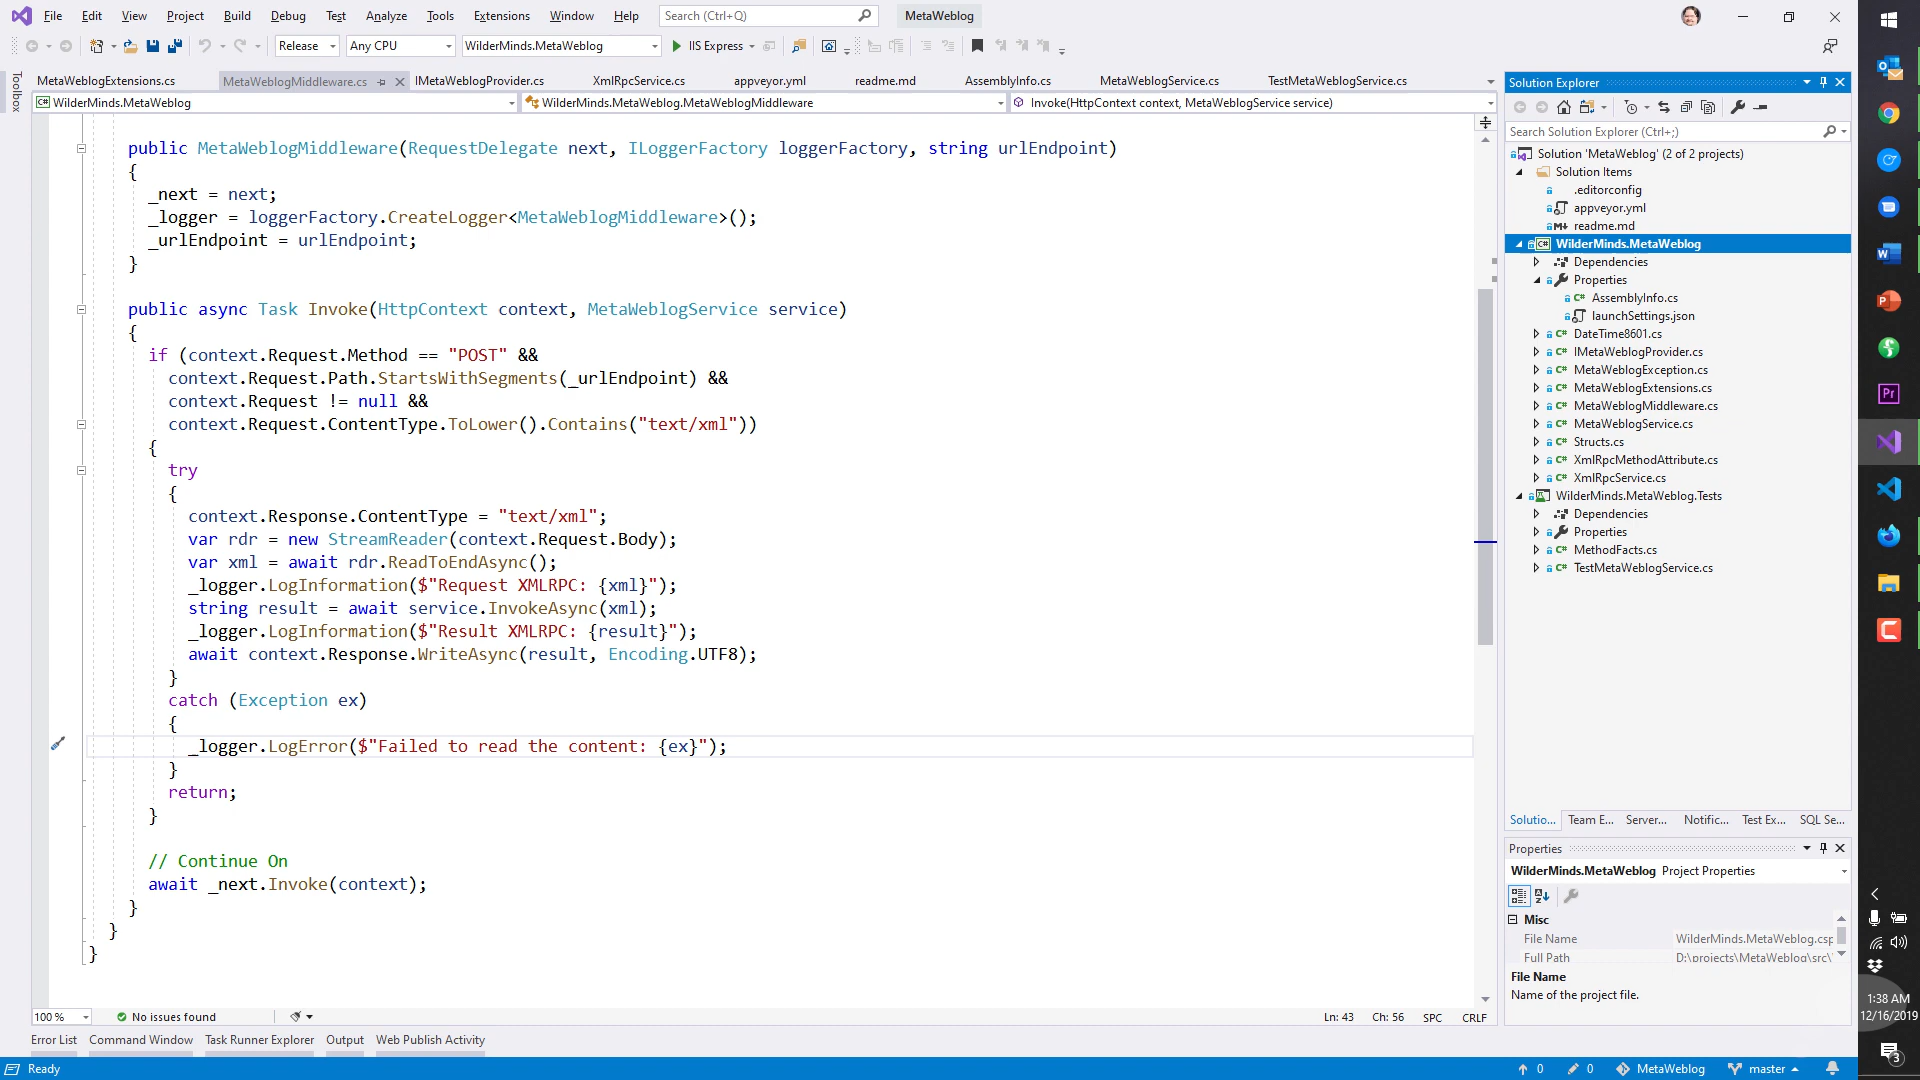 File Edit View Project Build Debug Test Analyze Tools Extensions Window Help Search (Ctrl+Q) MetaWeblog
Release Any CPU WilderMinds.MetaWeblog IIS Express
Toolbox
MetaWeblogExtensions.cs MetaWeblogMiddleware.cs IMetaWeblogProvider.cs XmlRpcService.cs appveyor.yml readme.md AssemblyInfo.cs MetaWeblogService.cs TestMetaWeblogService.cs
WilderMinds.MetaWeblog WilderMinds.MetaWeblog.MetaWeblogMiddleware Invoke(HttpContext context, MetaWeblogService service)
public MetaWeblogMiddleware(RequestDelegate next, ILoggerFactory loggerFactory, string urlEndpoint)
{
_next = next;
_logger = loggerFactory.CreateLogger<MetaWeblogMiddleware>();
_urlEndpoint = urlEndpoint;
}
public async Task Invoke(HttpContext context, MetaWeblogService service)
{
if (context.Request.Method == "POST" &&
context.Request.Path.StartsWithSegments(_urlEndpoint) &&
context.Request != null &&
context.Request.ContentType.ToLower().Contains("text/xml"))
{
try
{
context.Response.ContentType = "text/xml";
var rdr = new StreamReader(context.Request.Body);
var xml = await rdr.ReadToEndAsync();
_logger.LogInformation($"Request XMLRPC: {xml}");
string result = await service.InvokeAsync(xml);
_logger.LogInformation($"Result XMLRPC: {result}");
await context.Response.WriteAsync(result, Encoding.UTF8);
}
catch (Exception ex)
{
_logger.LogError($"Failed to read the content: {ex}");
}
return;
}
// Continue On
await _next.Invoke(context);
}
}
}
100 % No issues found Ln: 43 Ch: 56 SPC CRLF
Error List Command Window Task Runner Explorer Output Web Publish Activity
Ready 0 0 MetaWeblog master
Solution Explorer
Search Solution Explorer (Ctrl+;)
Solution 'MetaWeblog' (2 of 2 projects)
Solution Items
.editorconfig
appveyor.yml
readme.md
WilderMinds.MetaWeblog
Dependencies
Properties
AssemblyInfo.cs
launchSettings.json
DateTime8601.cs
IMetaWeblogProvider.cs
MetaWeblogException.cs
MetaWeblogExtensions.cs
MetaWeblogMiddleware.cs
MetaWeblogService.cs
Structs.cs
XmlRpcMethodAttribute.cs
XmlRpcService.cs
WilderMinds.MetaWeblog.Tests
Dependencies
Properties
MethodFacts.cs
TestMetaWeblogService.cs
Solutio... Team E... Server... Notific... Test Ex... SQL Se...
Properties
WilderMinds.MetaWeblog Project Properties
Misc
File Name WilderMinds.MetaWeblog.csp
Full Path D:\projects\MetaWeblog\src\
File Name
Name of the project file.
1:38 AM
12/16/2019
3